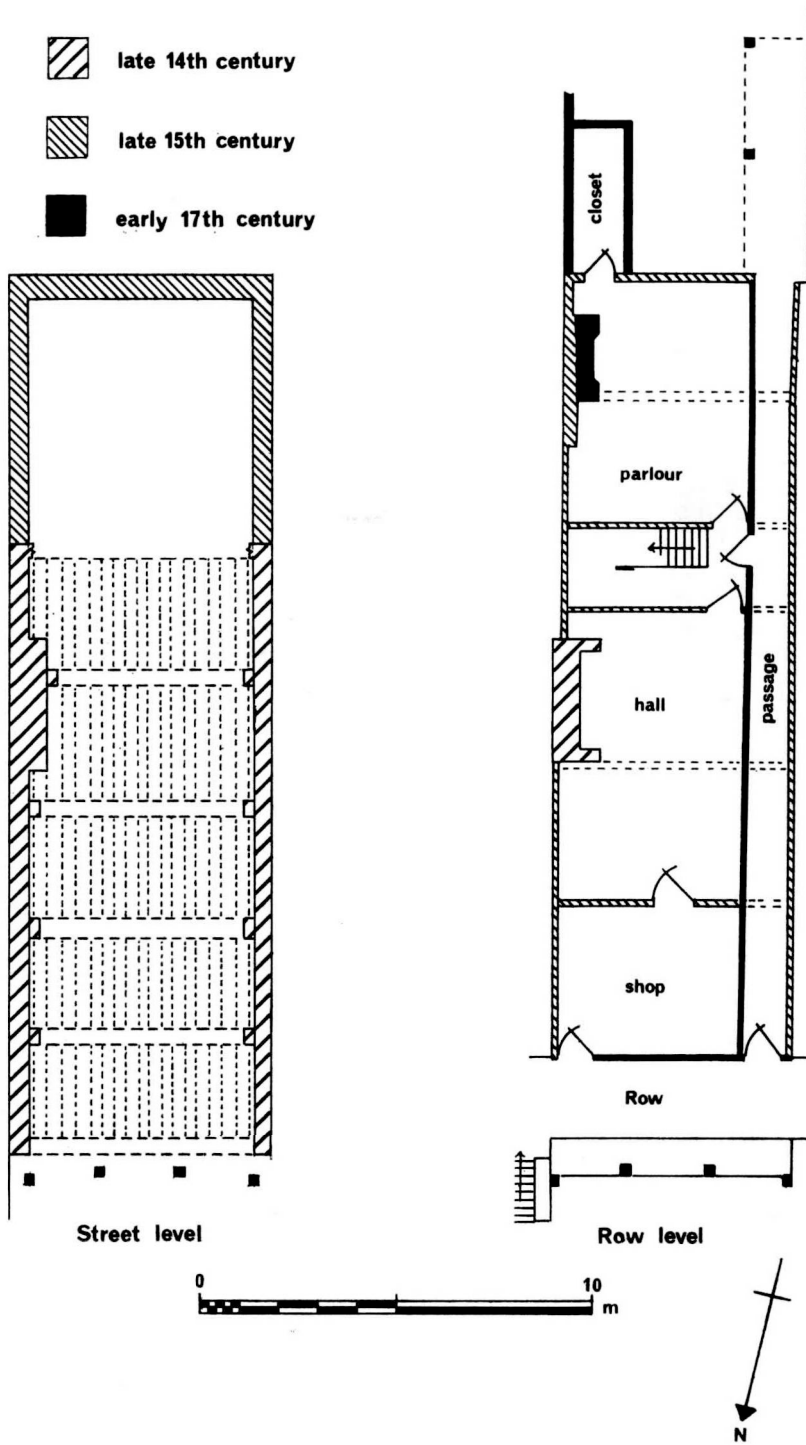 late 14th century
late 15th century
early 17th century
closet
parlour
hall
passage
shop
Row
Street level
Row level
0 10
m
N